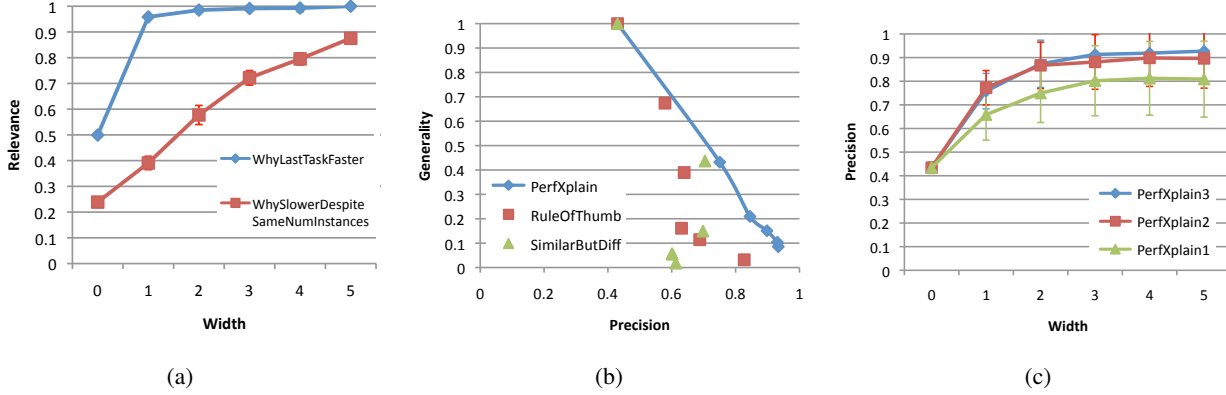 1
0.9
0.8
0.7
0.6
0.5
0.4
0.3
0.2
0.1
0
Relevance
WhyLastTaskFaster
WhySlowerDespite
SameNumInstances
0 1 2 3 4 5
Width
(a)
1
0.9
0.8
0.7
0.6
0.5
0.4
0.3
0.2
0.1
0
Generality
PerfXplain
RuleOfThumb
SimilarButDiff
0 0.2 0.4 0.6 0.8 1
Precision
(b)
1
0.9
0.8
0.7
0.6
0.5
0.4
0.3
0.2
0.1
0
Precision
PerfXplain3
PerfXplain2
PerfXplain1
0 1 2 3 4 5
Width
(c)